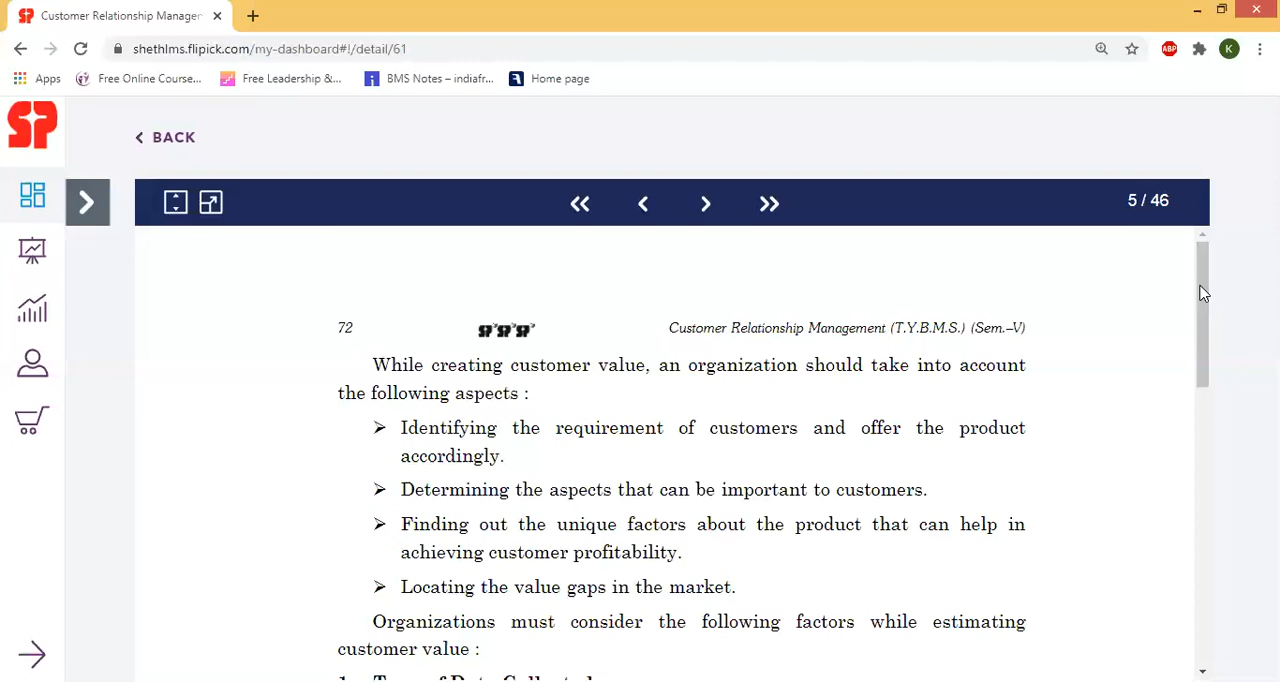 Customer Relationship Manager
shethlms.flipick.com/my-dashboard#!/detail/61
ABP
K
Apps
Free Online Course...
Free Leadership &...
BMS Notes – indiafr...
Home page
SP
BACK
5 / 46
72
Customer Relationship Management (T.Y.B.M.S.) (Sem.–V)
While creating customer value, an organization should take into account
the following aspects :
➢ Identifying the requirement of customers and offer the product
accordingly.
➢ Determining the aspects that can be important to customers.
➢ Finding out the unique factors about the product that can help in
achieving customer profitability.
➢ Locating the value gaps in the market.
Organizations must consider the following factors while estimating
customer value :